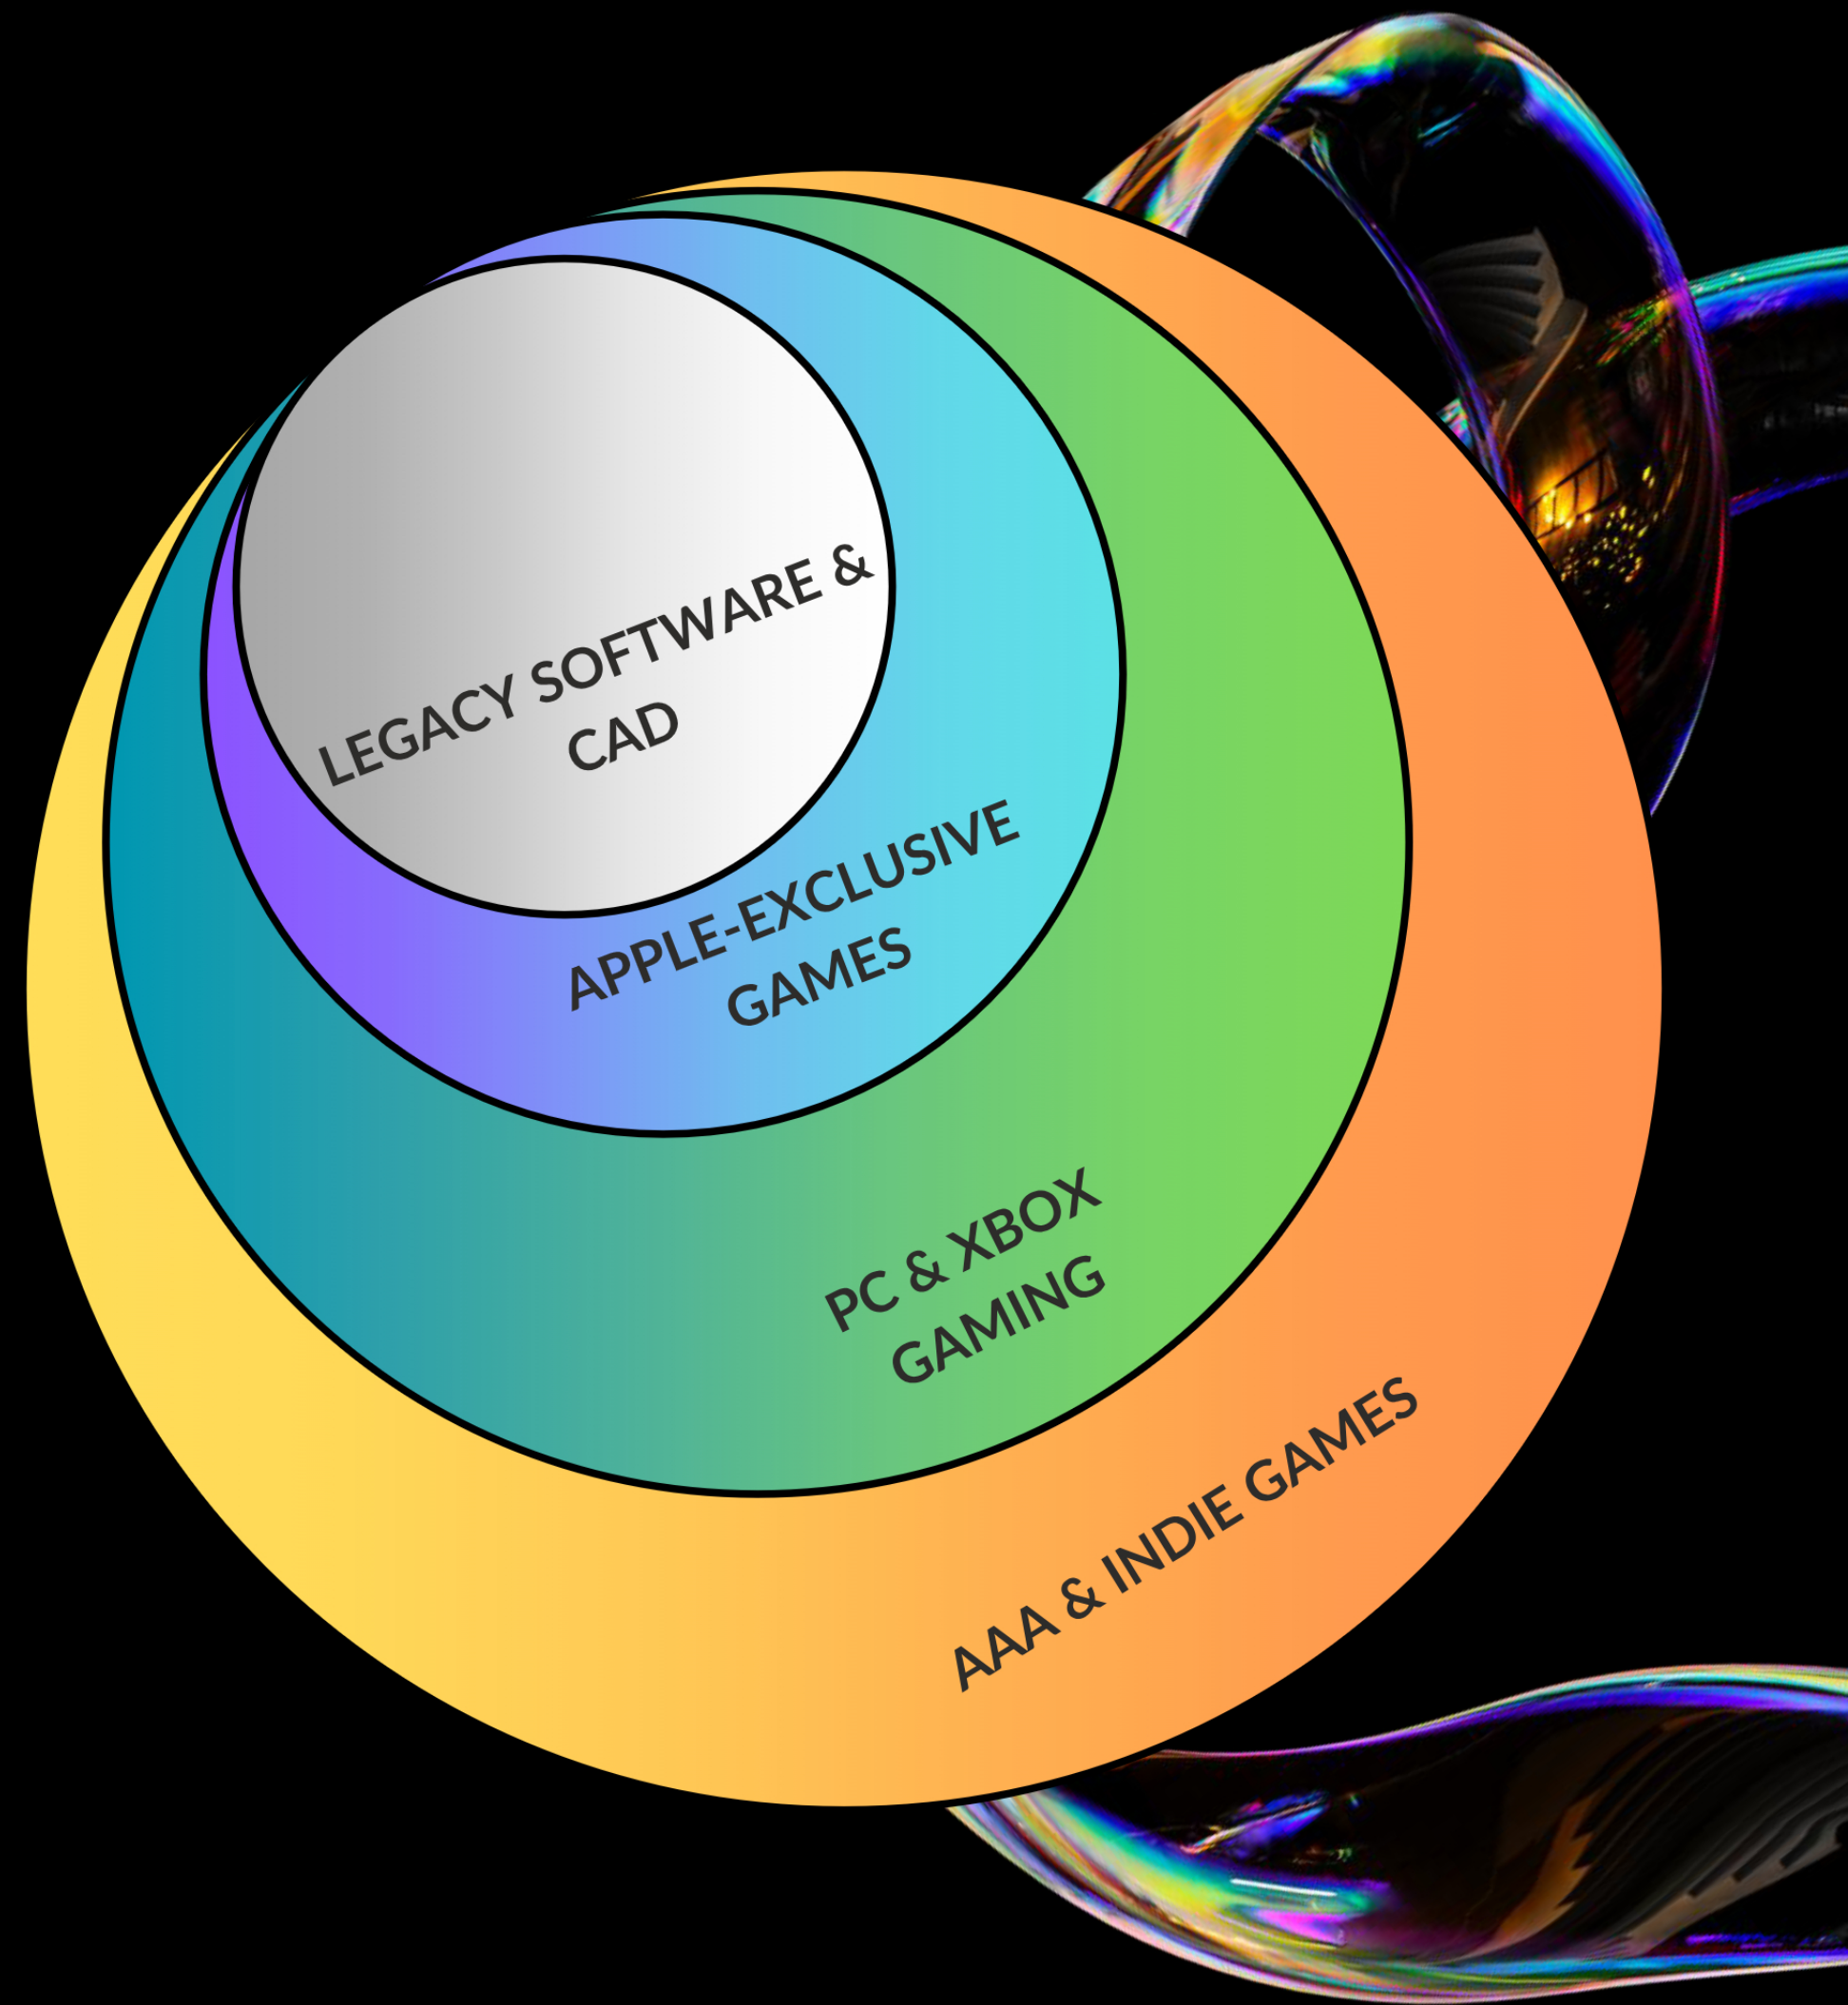 LEGACY SOFTWARE &
CAD
APPLE-EXCLUSIVE
GAMES
PC & XBOX
GAMING
AAA & INDIE GAMES